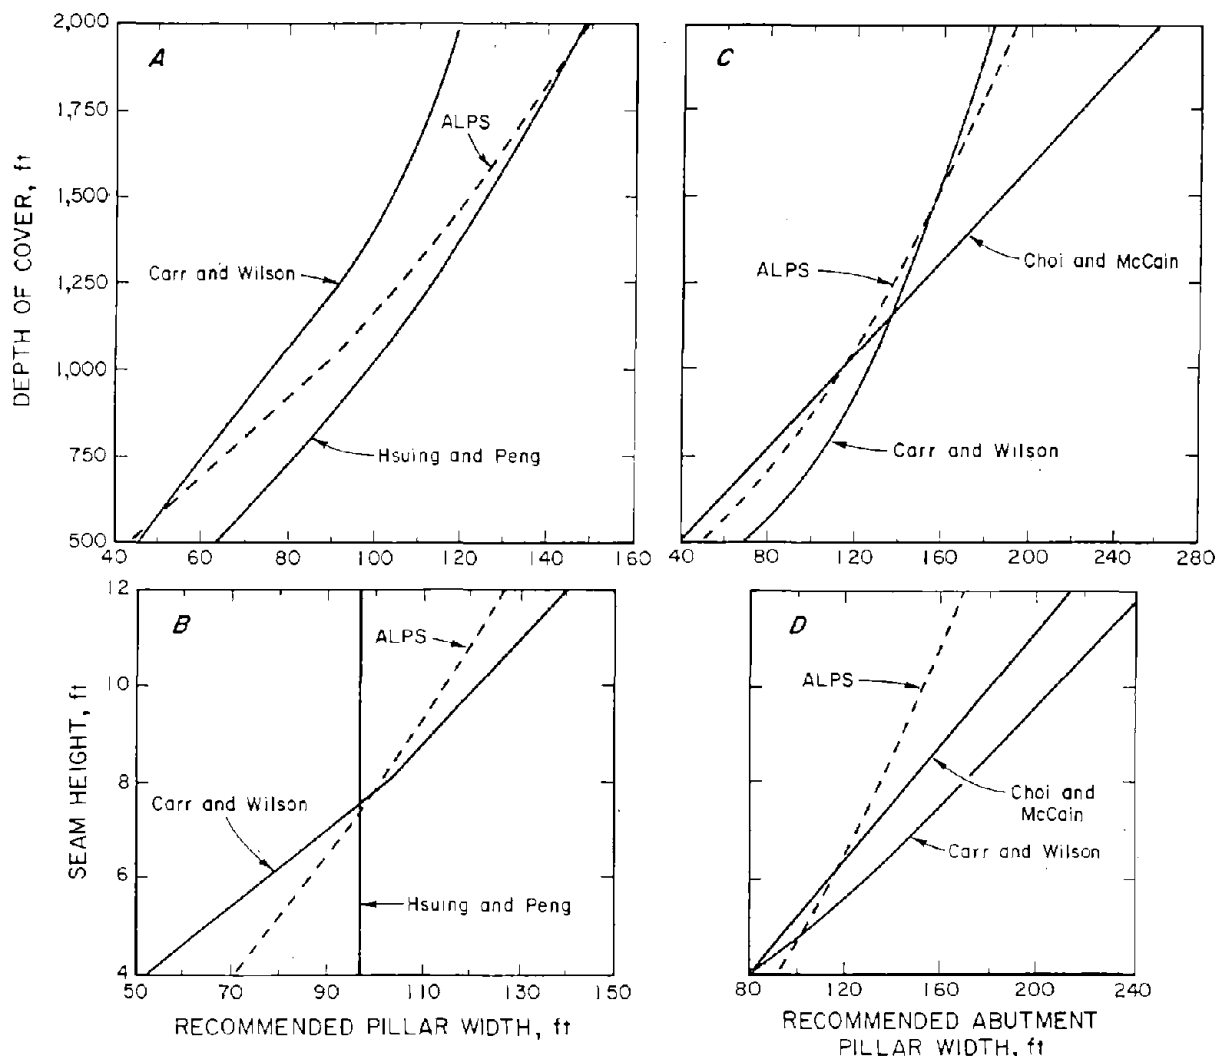 2,000
1,750
1,500
1,250
1,000
750
500
DEPTH OF COVER, ft
A
ALPS
Carr and Wilson
Hsuing and Peng
40 60 80 100 120 140 160
C
ALPS
Choi and McCain
Carr and Wilson
40 80 120 160 200 240 280
12
10
8
6
4
SEAM HEIGHT, ft
B
ALPS
Carr and Wilson
Hsuing and Peng
50 70 90 110 130 150
RECOMMENDED PILLAR WIDTH, ft
D
ALPS
Choi and
McCain
Carr and Wilson
80 120 160 200 240
RECOMMENDED ABUTMENT
PILLAR WIDTH, ft